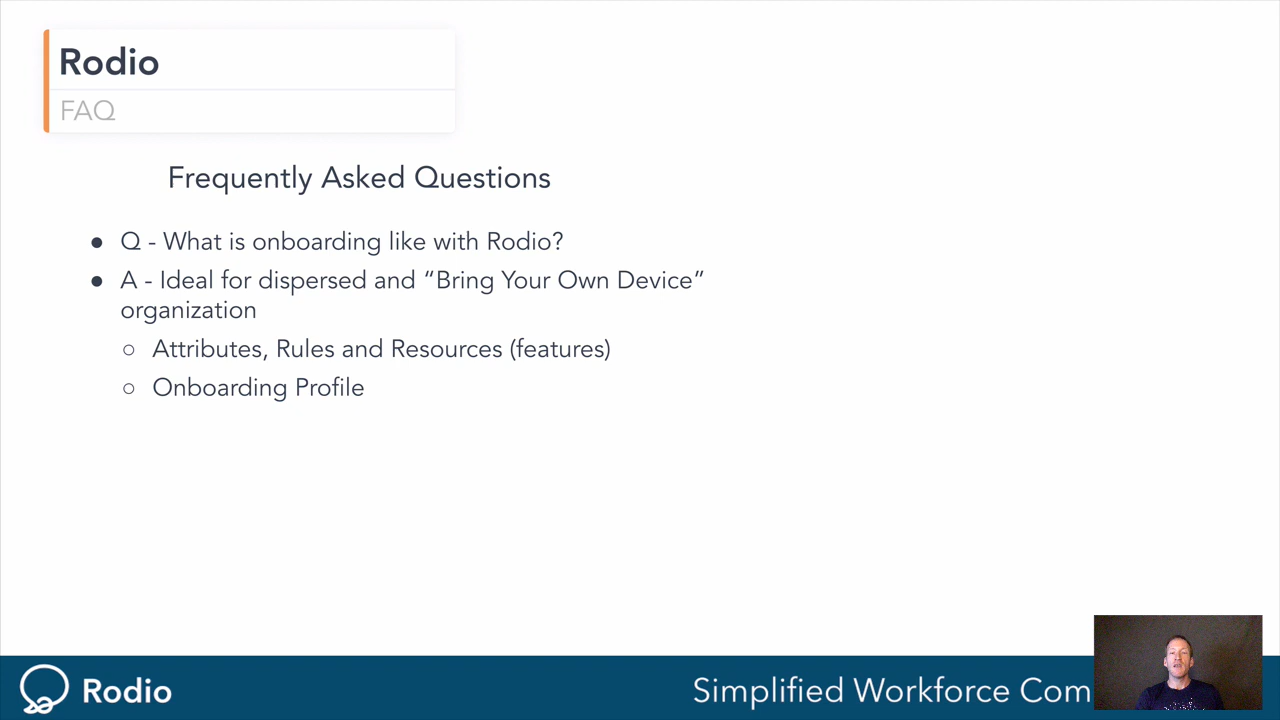 Rodio
FAQ
Frequently Asked Questions
● Q - What is onboarding like with Rodio?
● A - Ideal for dispersed and “Bring Your Own Device”
organization
○ Attributes, Rules and Resources (features)
○ Onboarding Profile
Rodio
Simplified Workforce Com